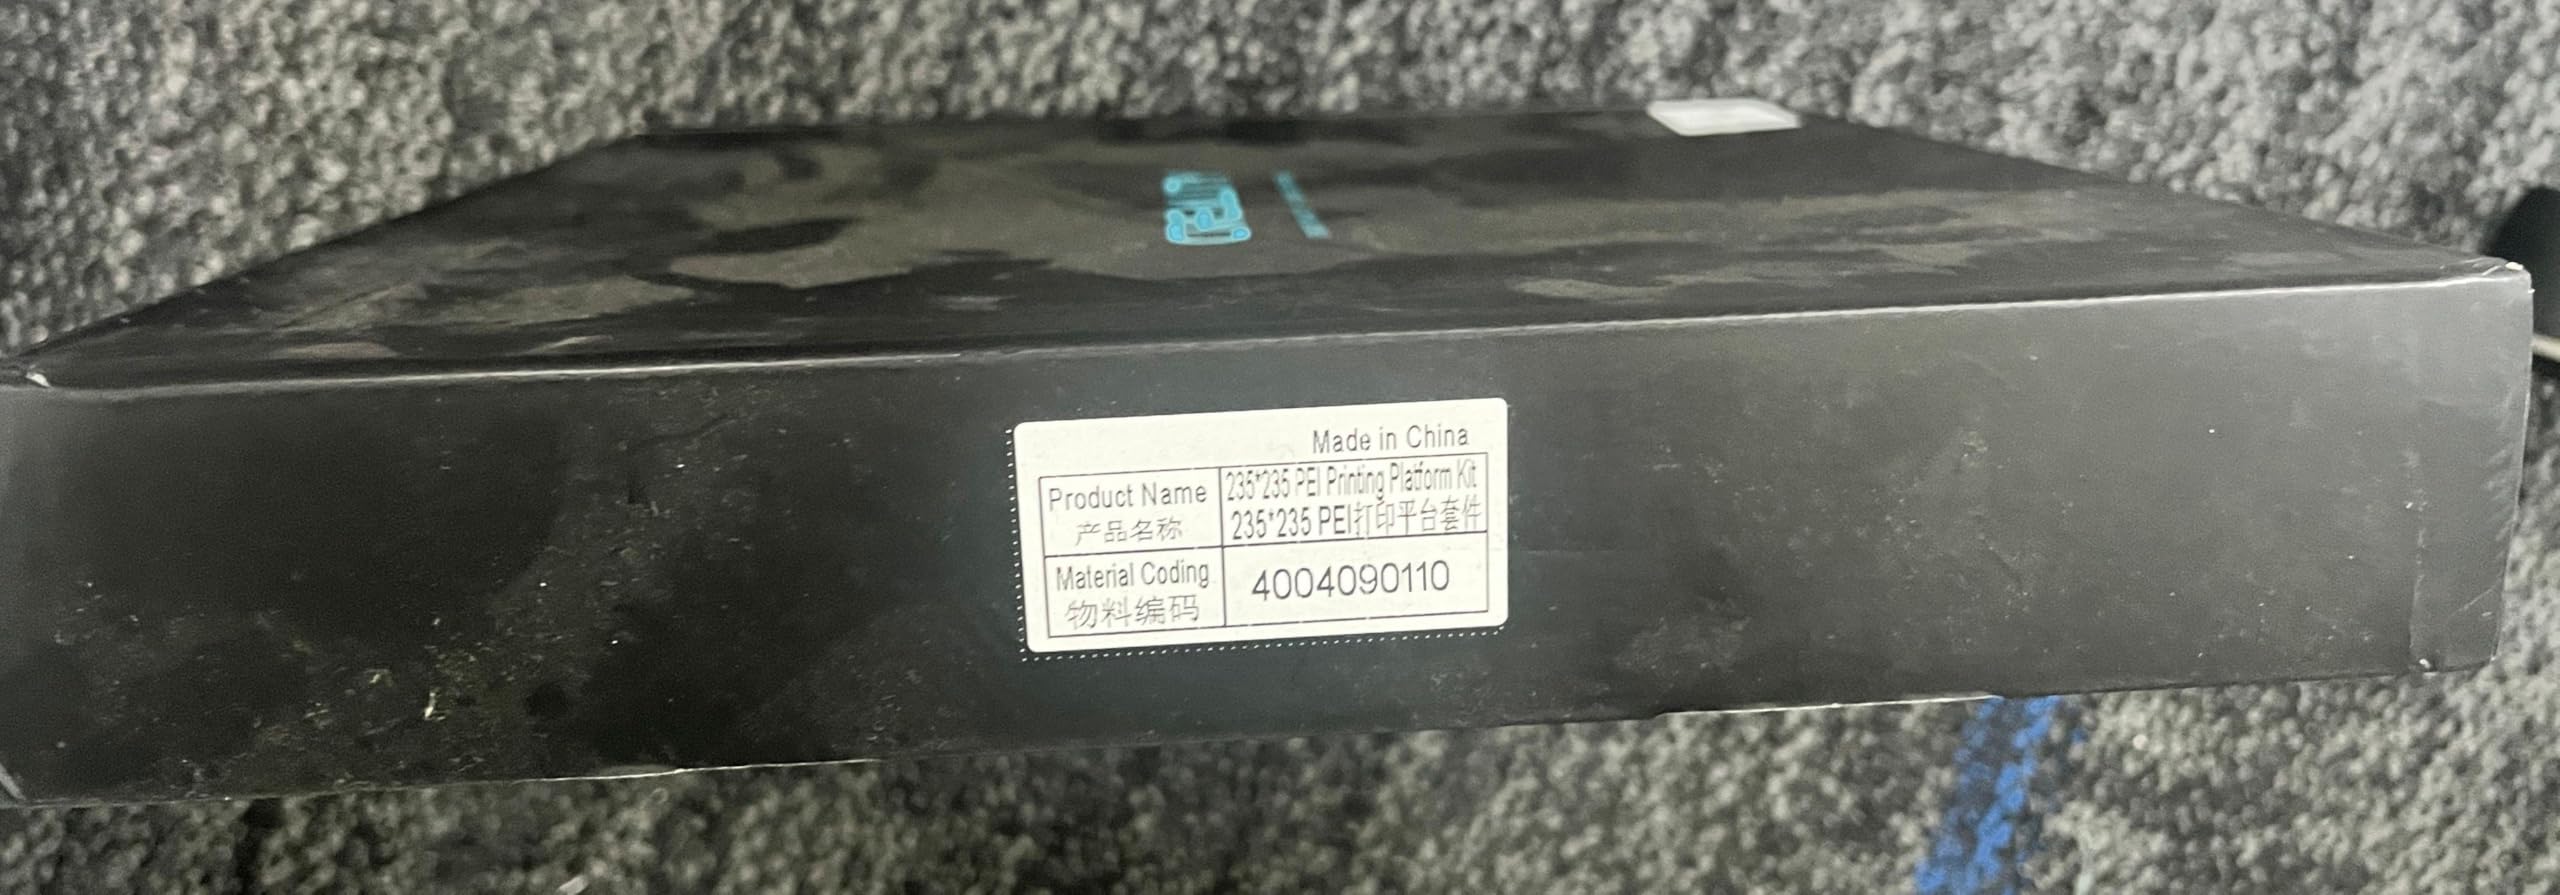 Made in China
Product Name
产品名称
235*235 PEI Printing Platform Kit
235*235 PEI打印平台套件
Material Coding
物料编码
4004090110